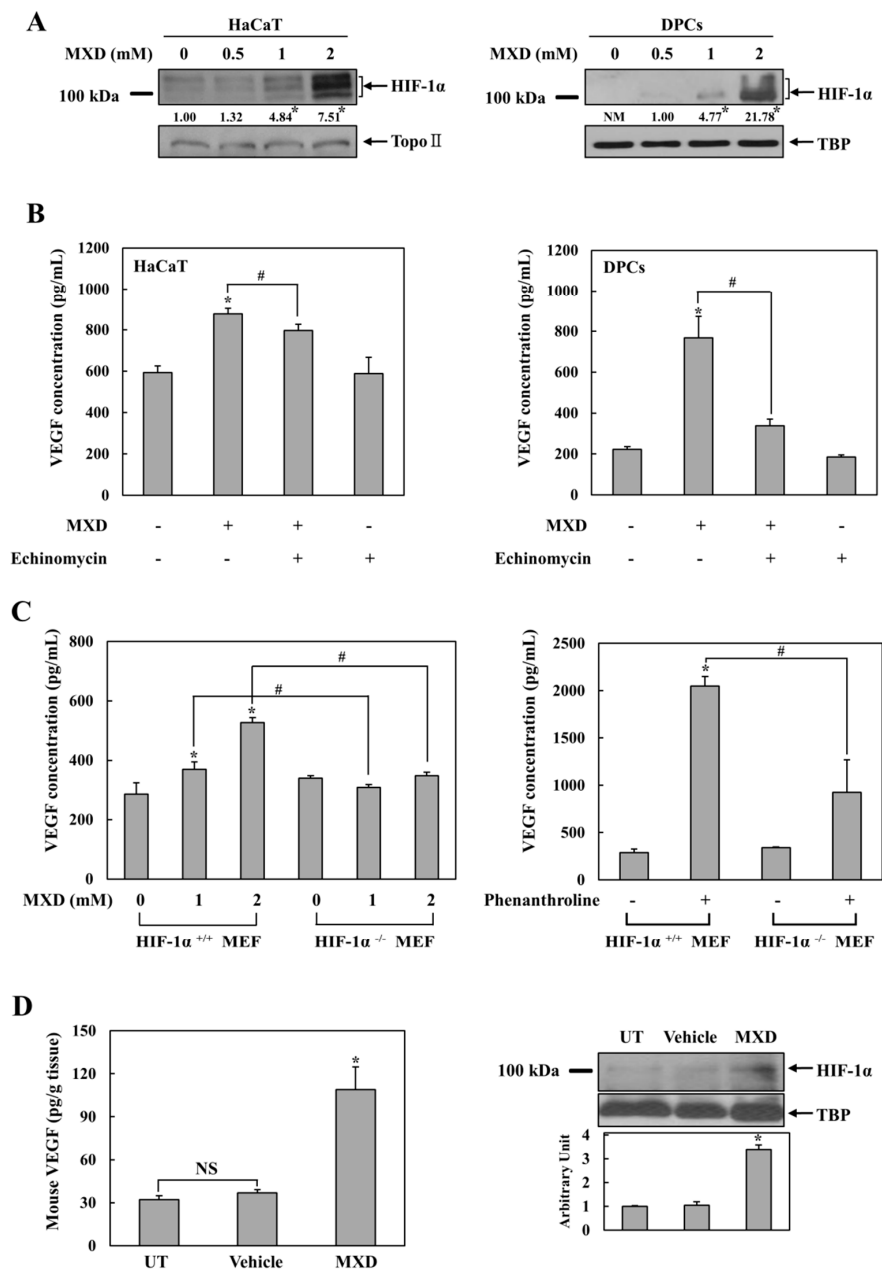 A
HaCaT
MXD (mM) 0 0.5 1 2
100 kDa
HIF-1α
1.00 1.32 4.84* 7.51*
Topo Ⅱ
DPCs
MXD (mM) 0 0.5 1 2
100 kDa
HIF-1α
NM 1.00 4.77* 21.78*
TBP
B
VEGF concentration (pg/mL)
1200
1000
800
600
400
200
0
HaCaT
*
#
MXD - + + -
Echinomycin - - + +
VEGF concentration (pg/mL)
1200
1000
800
600
400
200
0
DPCs
*
#
MXD - + + -
Echinomycin - - + +
C
VEGF concentration (pg/mL)
800
600
400
200
0
*
*
#
#
MXD (mM) 0 1 2 0 1 2
HIF-1α +/+ MEF HIF-1α -/- MEF
VEGF concentration (pg/mL)
2500
2000
1500
1000
500
0
*
#
Phenanthroline - + - +
HIF-1α +/+ MEF HIF-1α -/- MEF
D
Mouse VEGF (pg/g tissue)
150
120
90
60
30
0
NS
*
UT Vehicle MXD
UT Vehicle MXD
100 kDa
HIF-1α
TBP
Arbitrary Unit
4
3
2
1
0
*